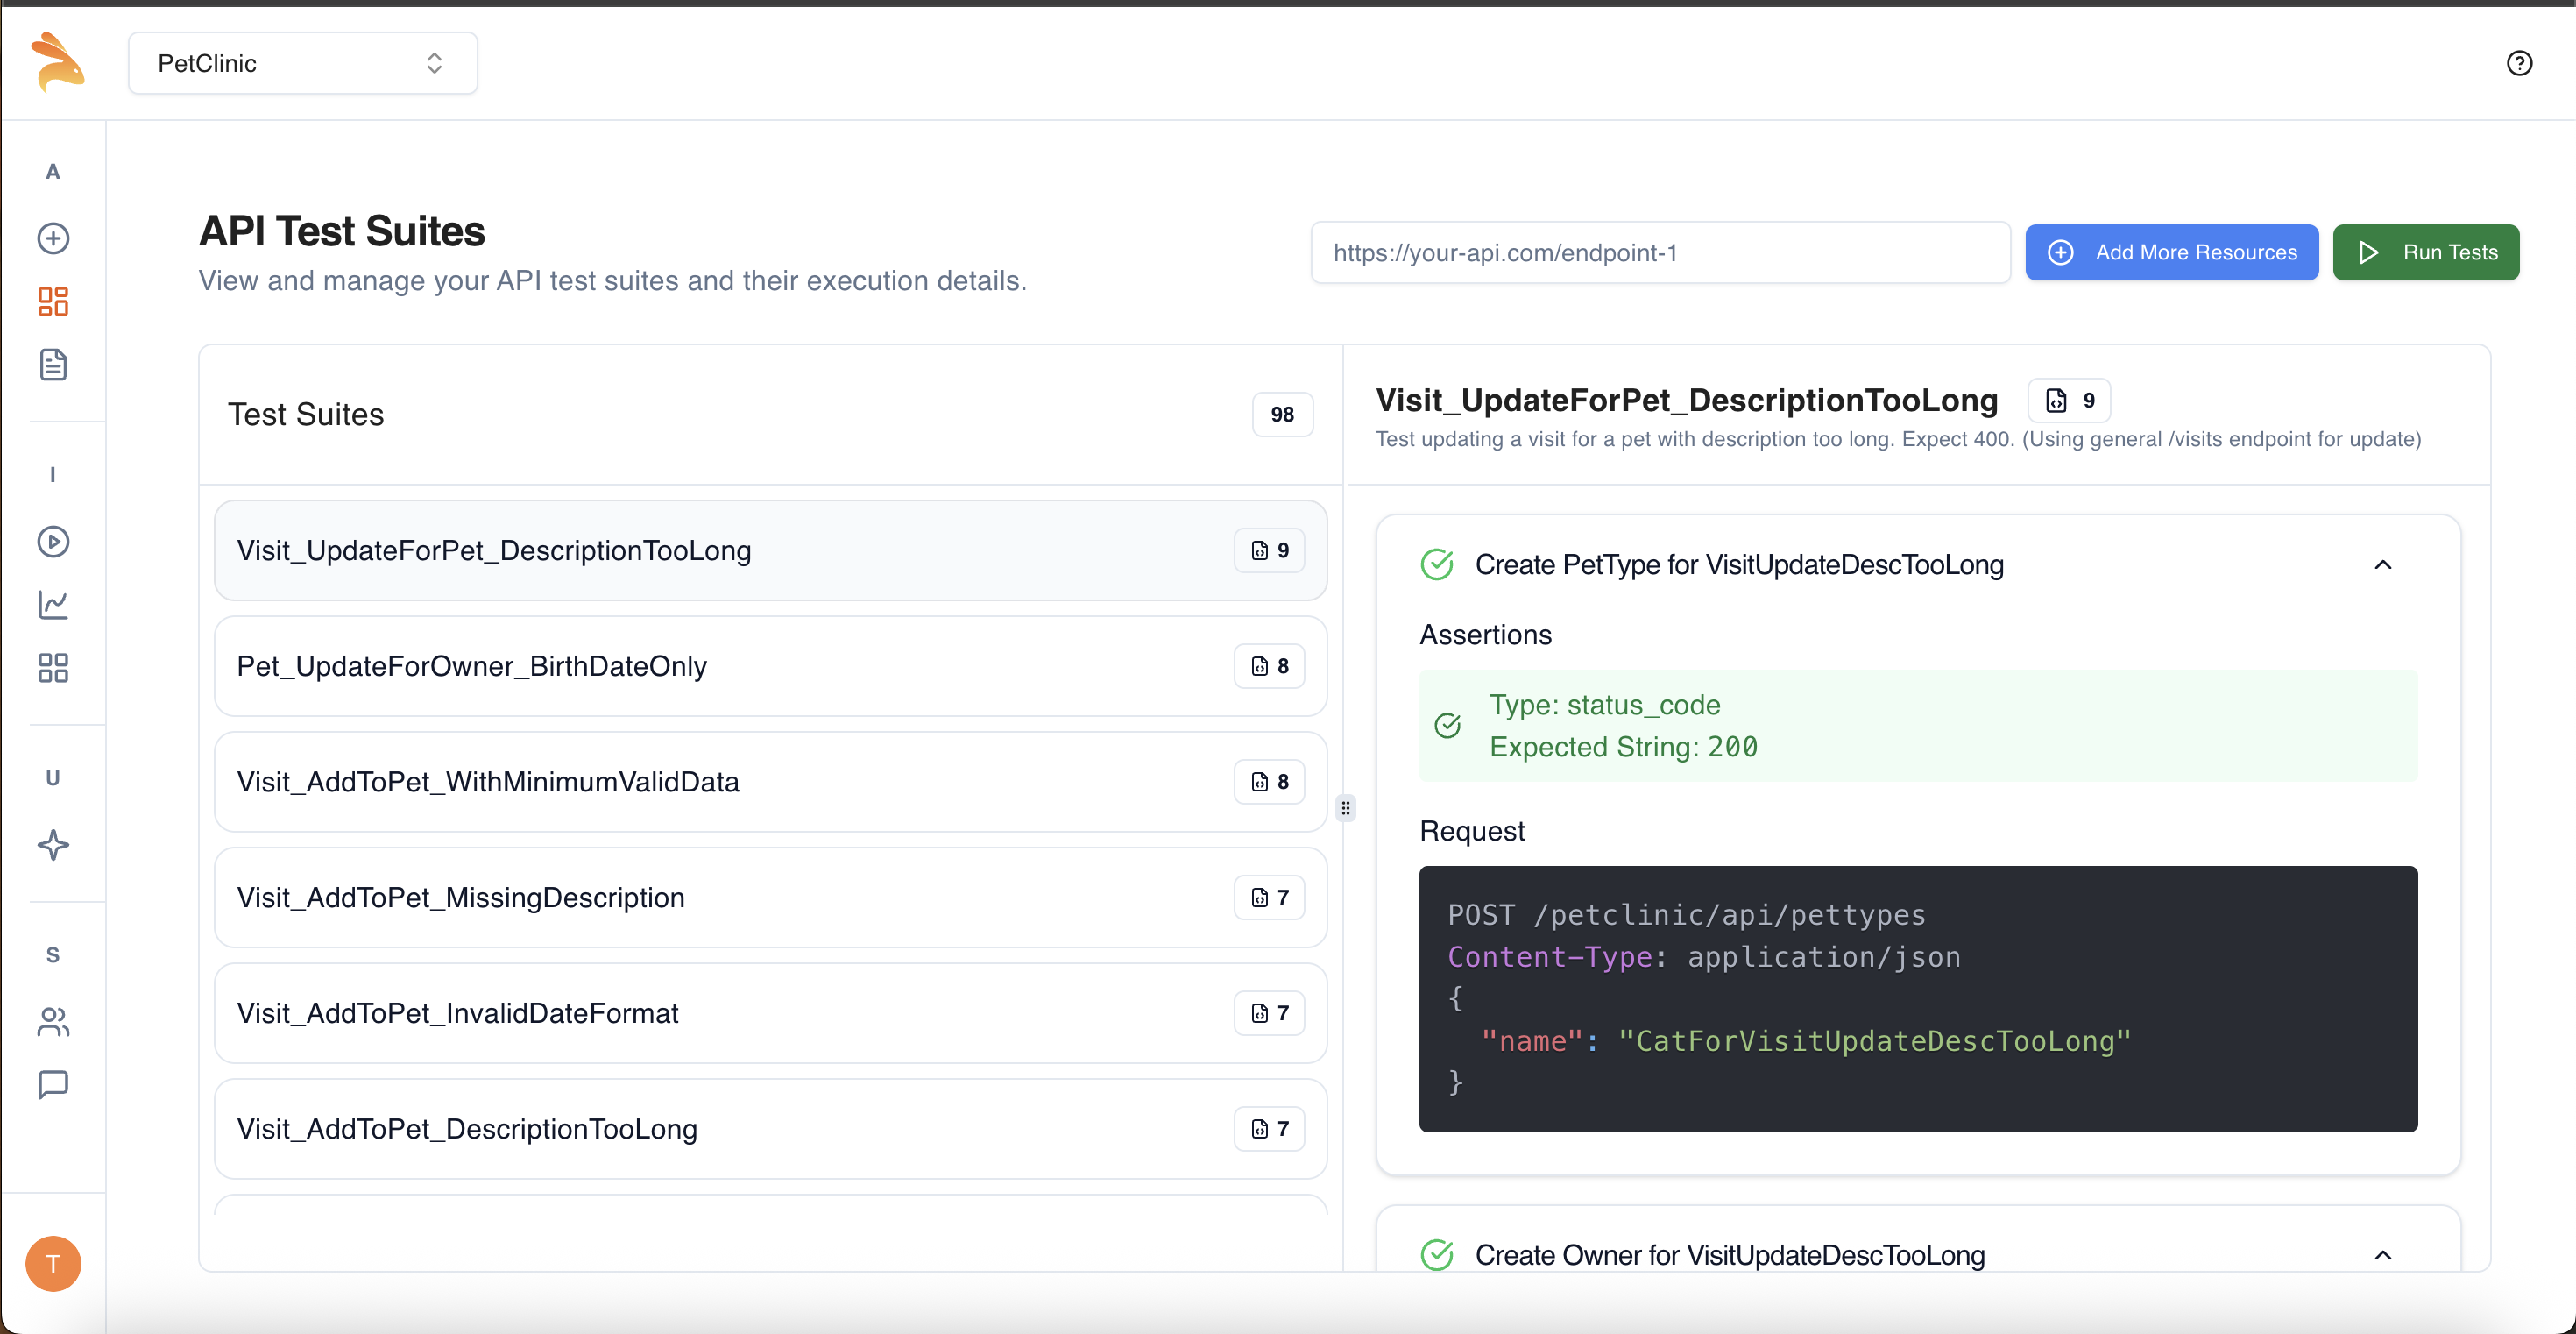 PetClinic
A
I
U
S
T
API Test Suites
View and manage your API test suites and their execution details.
https://your-api.com/endpoint-1
Add More Resources
Run Tests
Test Suites
98
Visit_UpdateForPet_DescriptionTooLong
9
Pet_UpdateForOwner_BirthDateOnly
8
Visit_AddToPet_WithMinimumValidData
8
Visit_AddToPet_MissingDescription
7
Visit_AddToPet_InvalidDateFormat
7
Visit_AddToPet_DescriptionTooLong
7
Visit_UpdateForPet_DescriptionTooLong
9
Test updating a visit for a pet with description too long. Expect 400. (Using general /visits endpoint for update)
Create PetType for VisitUpdateDescTooLong
Assertions
Type: status_code
Expected String: 200
Request
POST /petclinic/api/pettypes
Content-Type: application/json
{
"name": "CatForVisitUpdateDescTooLong"
}
Create Owner for VisitUpdateDescTooLong